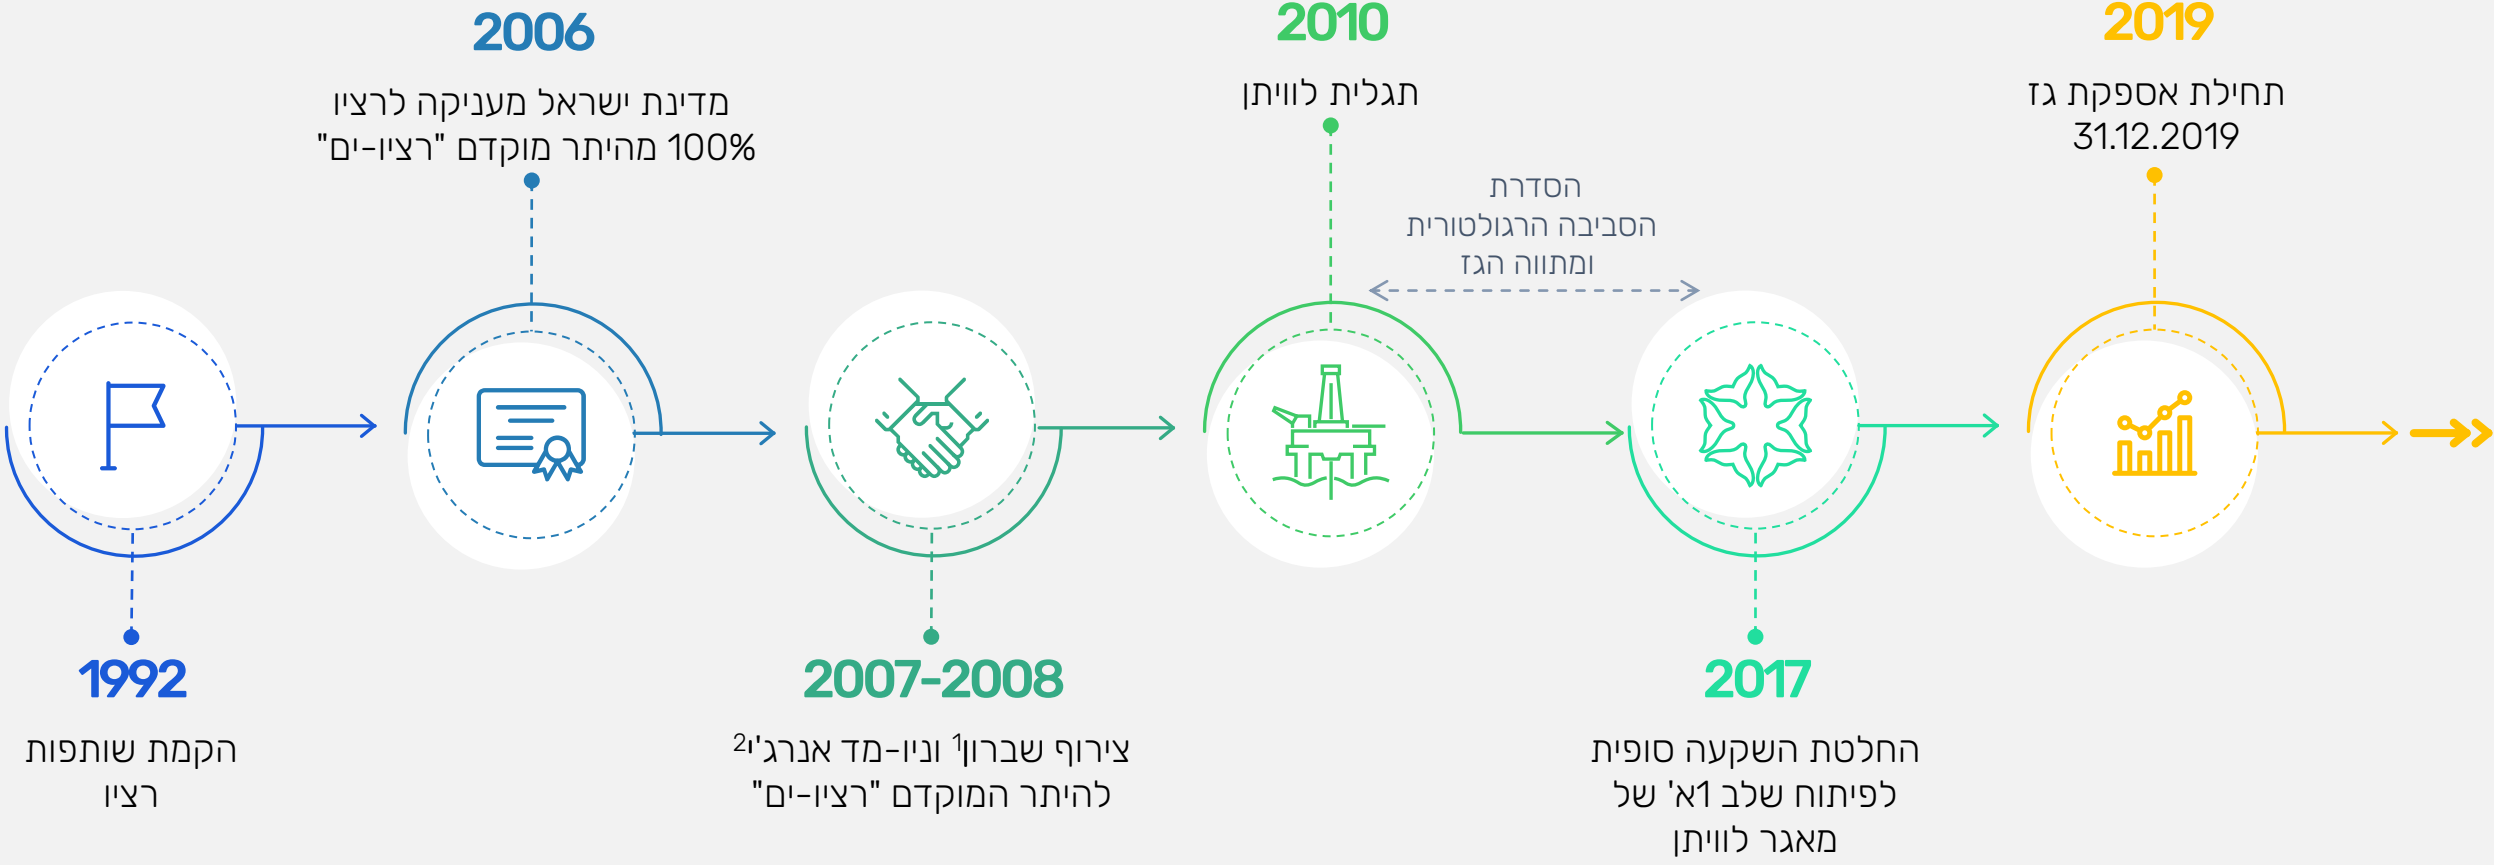 1992
הקמת שותפות
רציו
2006
מדינת ישראל מעניקה לרציו
100% מהיתר מוקדם "רציו-ים"
2007-2008
צירוף שברון¹ וניו-מד אנרג'י²
להיתר המוקדם "רציו-ים"
2010
תגלית לוויתן
הסדרת
הסביבה הרגולטורית
ומתווה הגז
2017
החלטת השקעה סופית
לפיתוח שלב 1א' של
מאגר לוויתן
2019
תחילת אספקת גז
31.12.2019